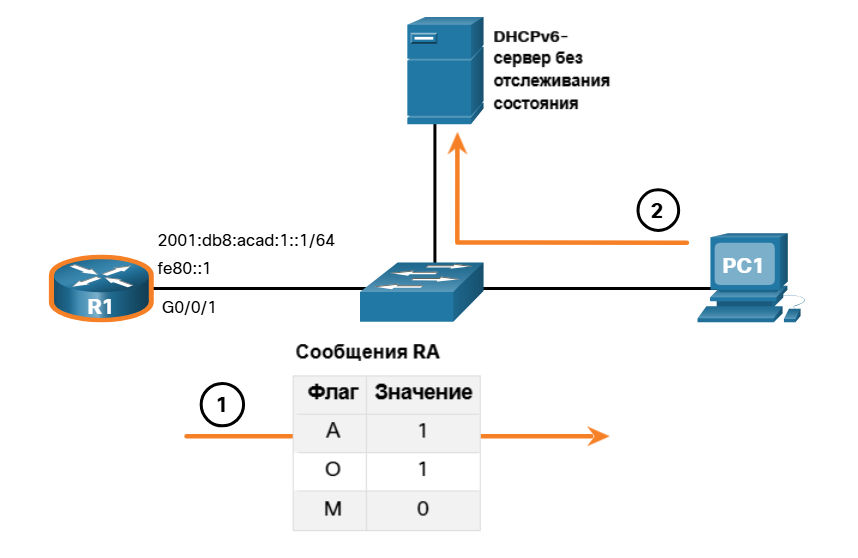 DHCPv6-
сервер без
отслеживания
состояния
2
2001:db8:acad:1::1/64
fe80::1
PC1
R1
G0/0/1
Сообщения RA
Флаг Значение
1
A 1
O 1
M 0